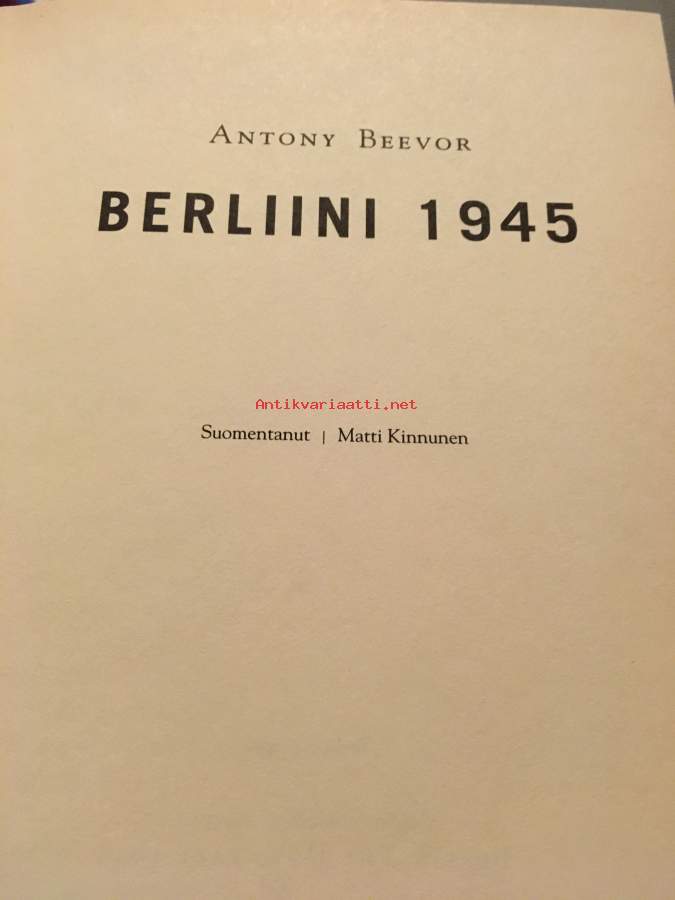 ANTONY BEEVOR
BERLIINI 1945
Antikvariaatti.net
Suomentanut | Matti Kinnunen